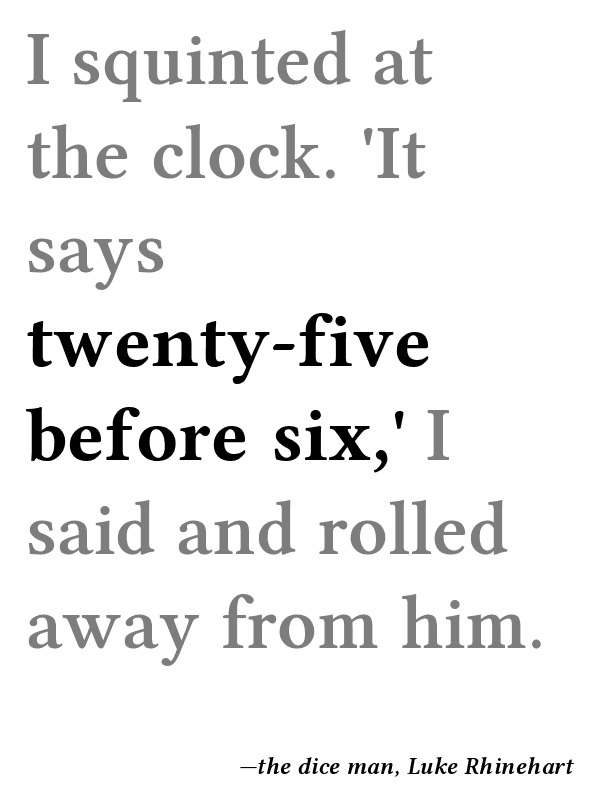 I squinted at
the clock. 'It
says
twenty-five
before six,' I
said and rolled
away from him.
—the dice man, Luke Rhinehart